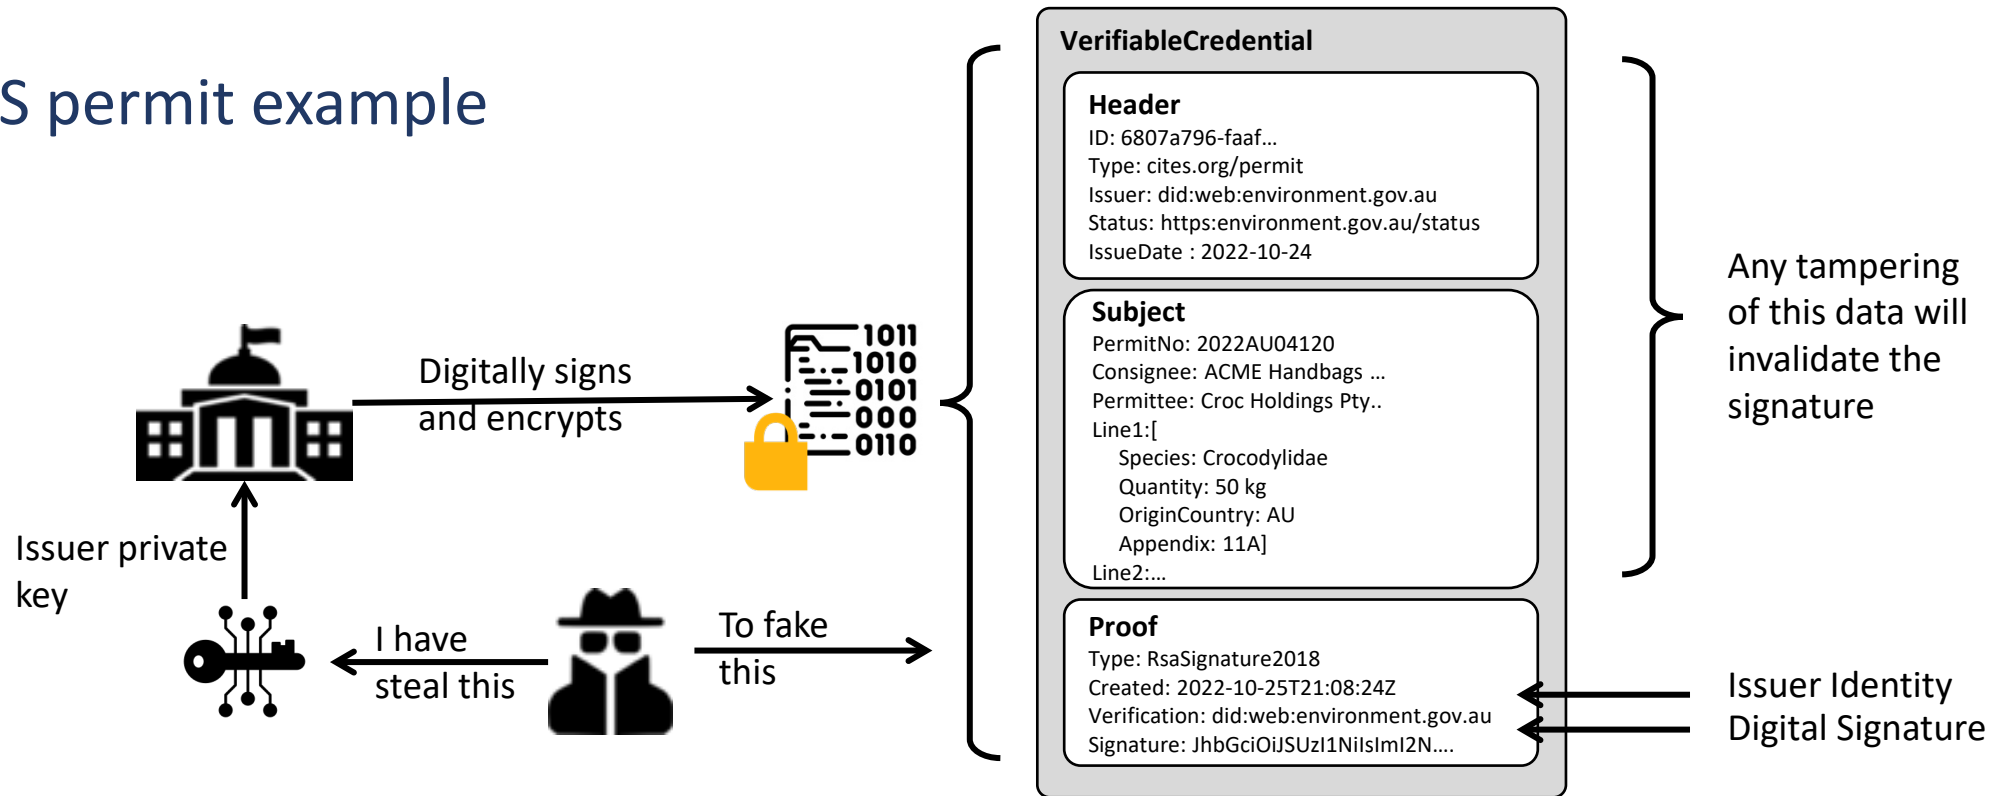 S permit example
Digitally signs
and encrypts
1011
1010
0101
000
0110
Issuer private
key
I have
steal this
To fake
this
VerifiableCredential
Header
ID: 6807a796-faaf…
Type: cites.org/permit
Issuer: did:web:environment.gov.au
Status: https:environment.gov.au/status
IssueDate : 2022-10-24
Subject
PermitNo: 2022AU04120
Consignee: ACME Handbags ...
Permittee: Croc Holdings Pty..
Line1:[
Species: Crocodylidae
Quantity: 50 kg
OriginCountry: AU
Appendix: 11A]
Line2:…
Proof
Type: RsaSignature2018
Created: 2022-10-25T21:08:24Z
Verification: did:web:environment.gov.au
Signature: JhbGciOiJSUzI1NiIsImI2N….
Any tampering
of this data will
invalidate the
signature
Issuer Identity
Digital Signature